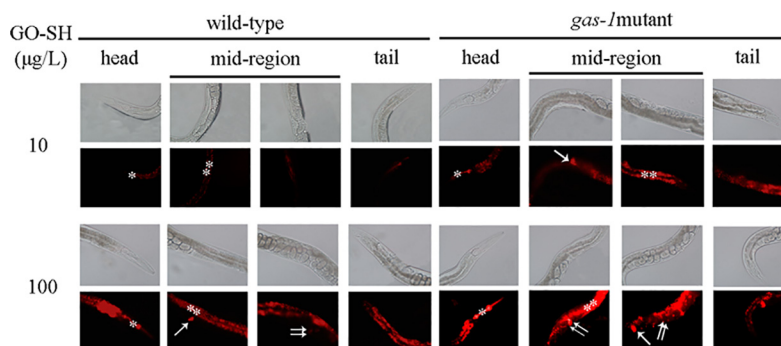 GO-SH
(μg/L)
wild-type
gas-1mutant
head
mid-region
tail
head
mid-region
tail
10
*
*
*
*
**
100
*
**
*
**